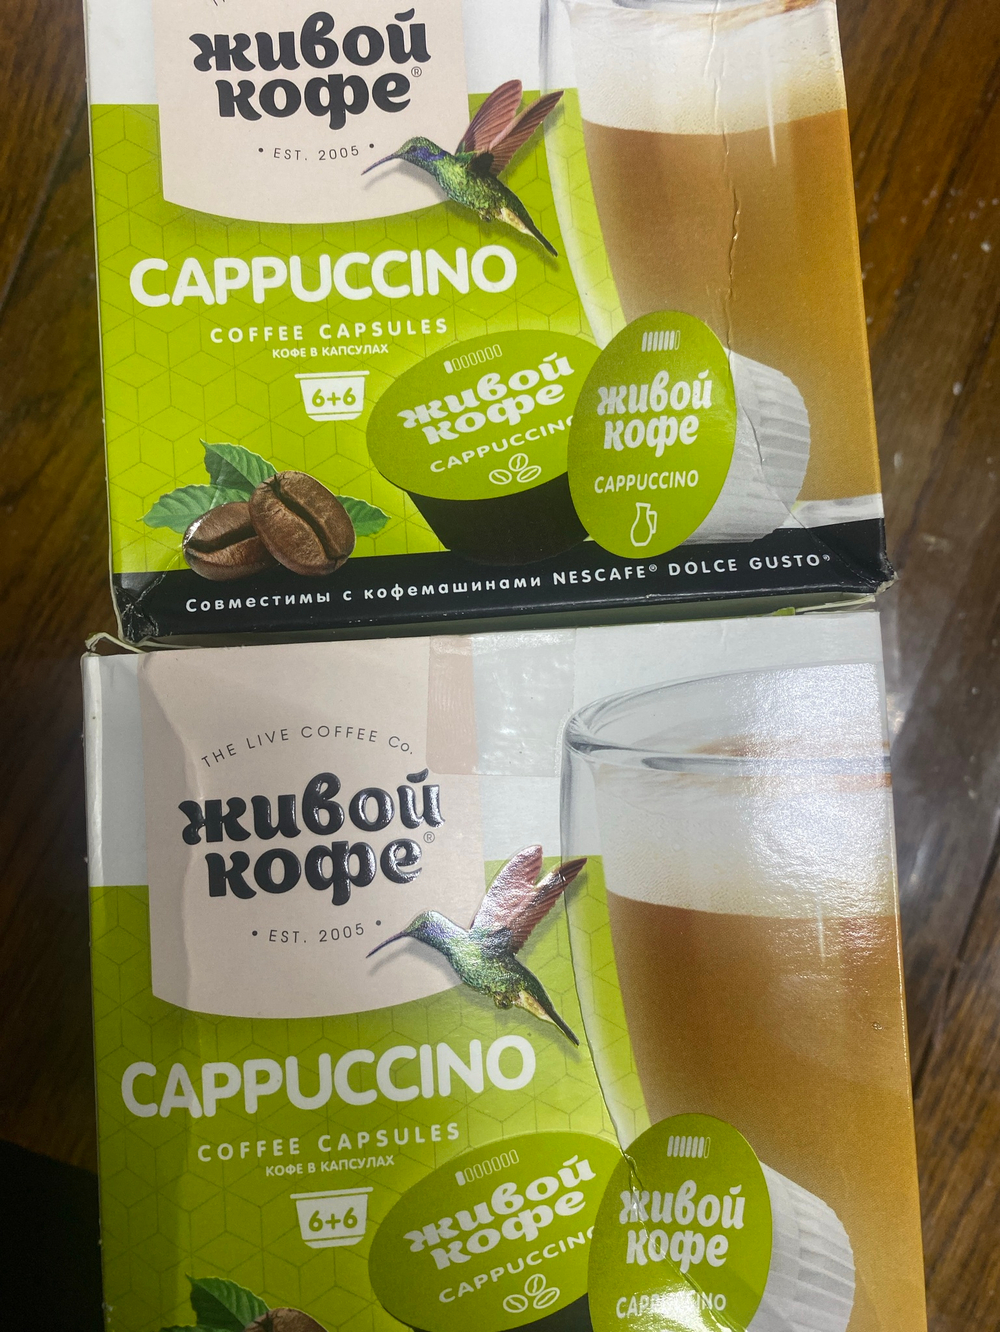 живой
кофе®
• EST. 2005 •
CAPPUCCINO
COFFEE CAPSULES
КОФЕ В КАПСУЛАХ
6+6
живой
кофе
CAPPUCCINO
живой
кофе
CAPPUCCINO
Совместимы с кофемашинами NESCAFE® DOLCE GUSTO®
THE LIVE COFFEE Co.
живой
кофе®
• EST. 2005 •
CAPPUCCINO
COFFEE CAPSULES
КОФЕ В КАПСУЛАХ
6+6
живой
кофе
CAPPUCCINO
живой
кофе
CAPPUCCINO